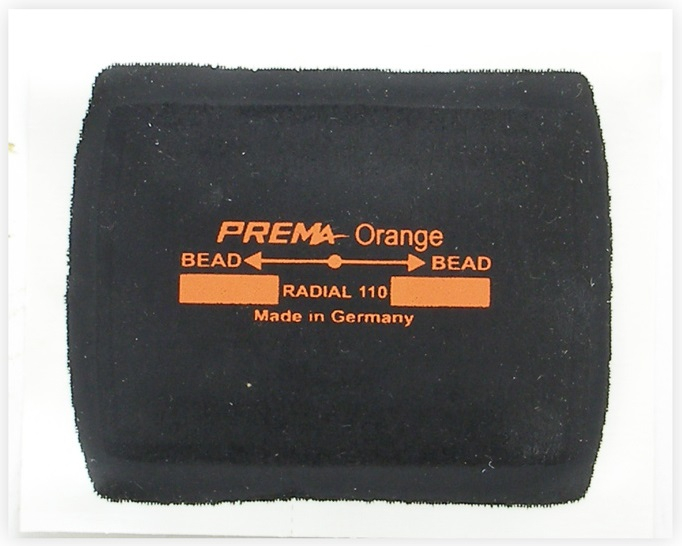 PREMA Orange
BEAD BEAD
RADIAL 110
Made in Germany